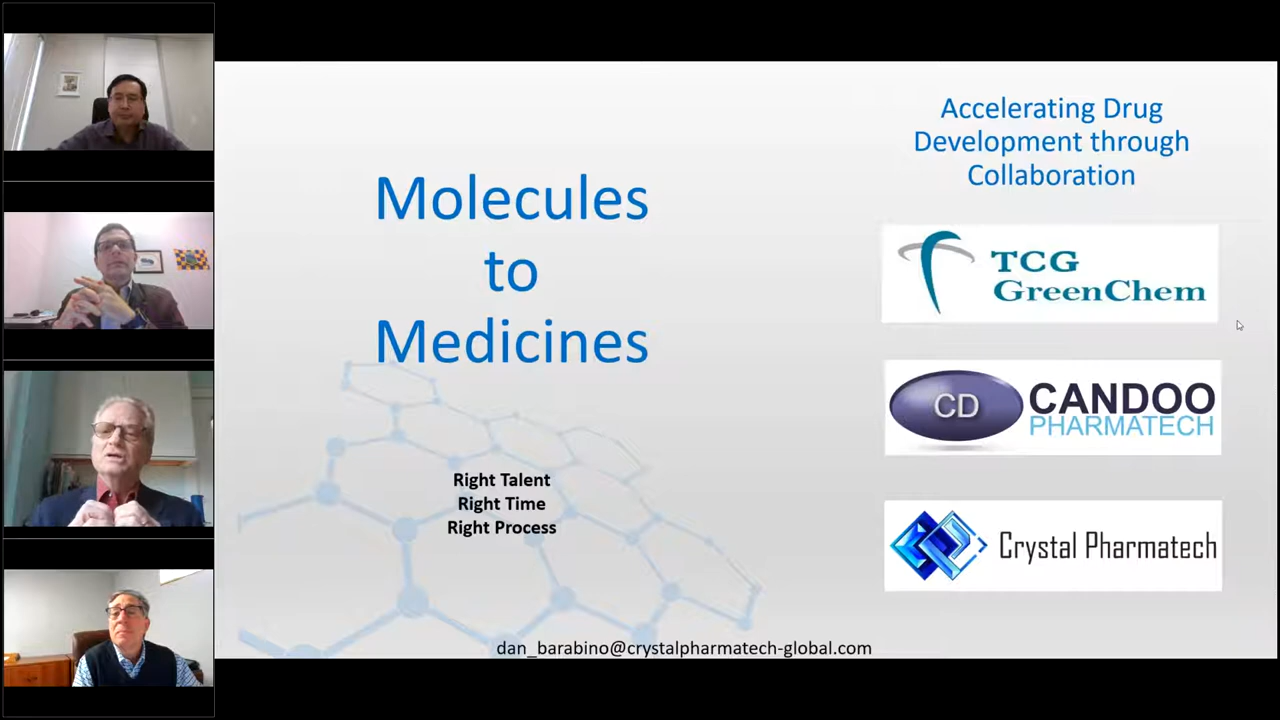 Molecules
to
Medicines
Right Talent
Right Time
Right Process
Accelerating Drug
Development through
Collaboration
TCG
GreenChem
CD
CANDOO
PHARMATECH
Crystal Pharmatech
dan_barabino@crystalpharmatech-global.com